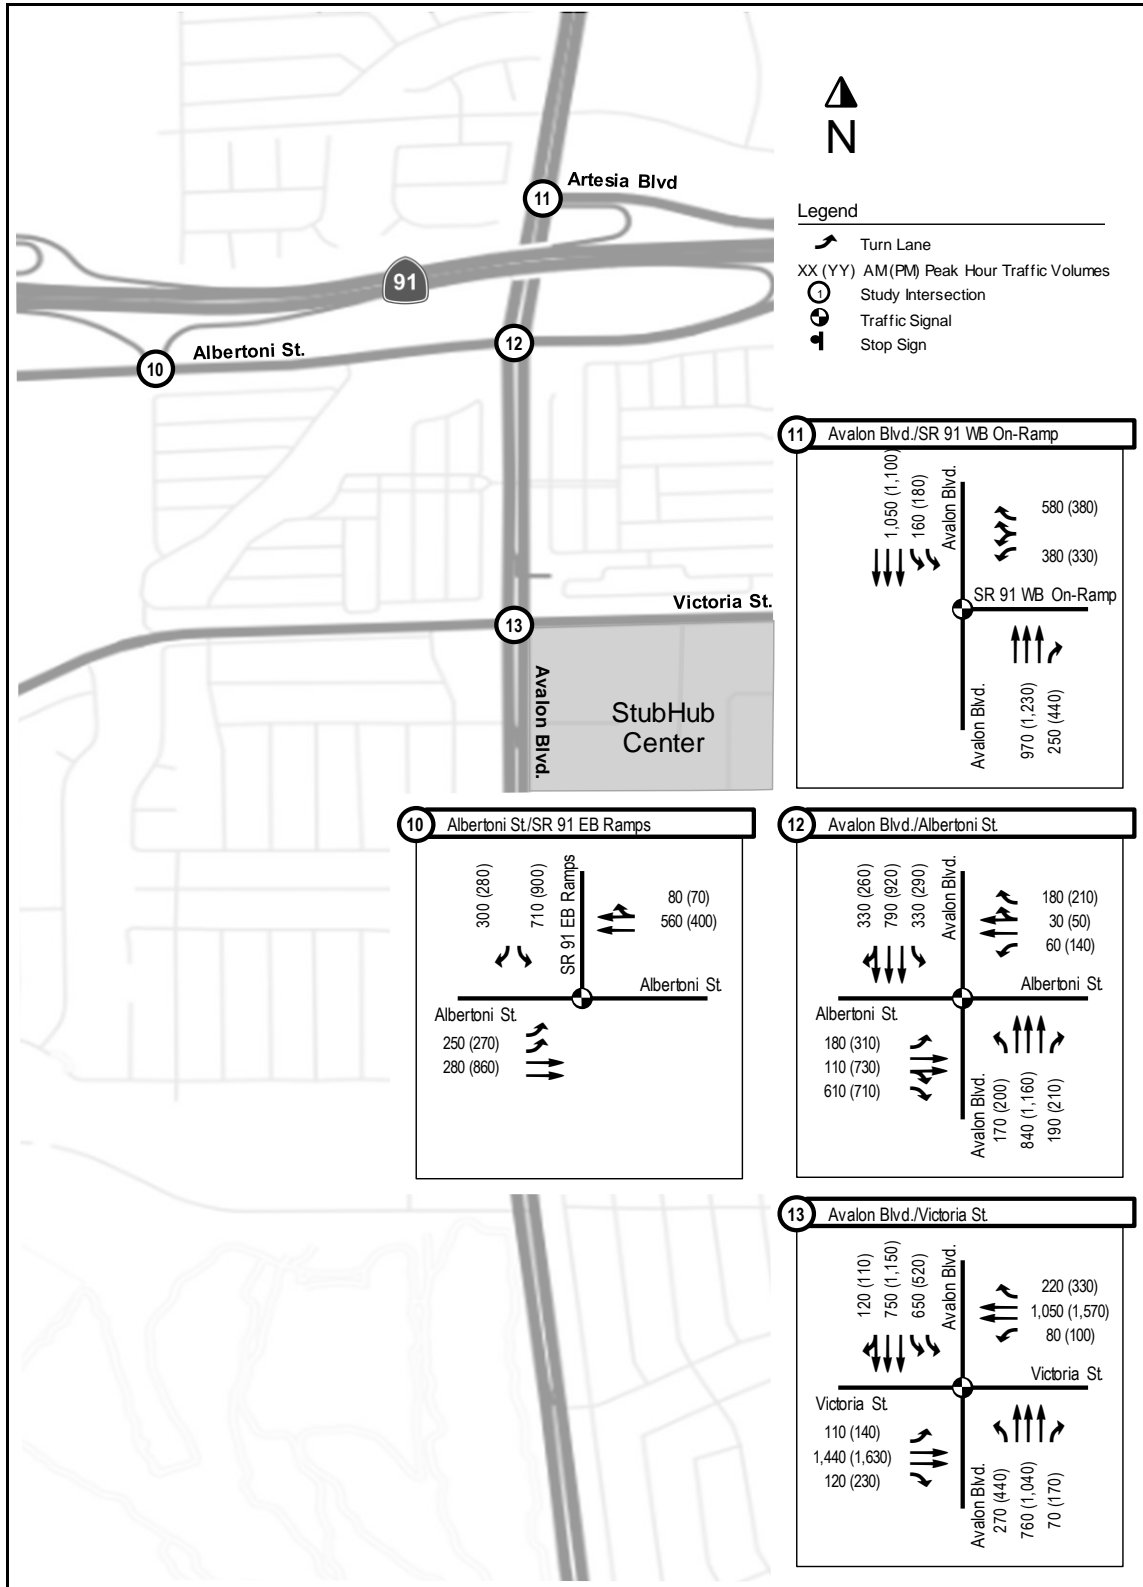 N
Legend
Turn Lane
XX (YY) AM(PM) Peak Hour Traffic Volumes
1 Study Intersection
Traffic Signal
Stop Sign
11
Artesia Blvd
91
12
Albertoni St.
10
Victoria St.
13
Avalon Blvd.
StubHub
Center
11 Avalon Blvd./SR 91 WB On-Ramp
1,050 (1,100)
160 (180)
Avalon Blvd.
580 (380)
380 (330)
SR 91 WB On-Ramp
Avalon Blvd.
970 (1,230)
250 (440)
10 Albertoni St./SR 91 EB Ramps
300 (280)
710 (900)
SR 91 EB Ramps
80 (70)
560 (400)
Albertoni St.
Albertoni St.
250 (270)
280 (860)
12 Avalon Blvd./Albertoni St.
330 (260)
790 (920)
330 (290)
Avalon Blvd.
180 (210)
30 (50)
60 (140)
Albertoni St.
Albertoni St.
180 (310)
110 (730)
610 (710)
Avalon Blvd.
170 (200)
840 (1,160)
190 (210)
13 Avalon Blvd./Victoria St.
120 (110)
750 (1,150)
650 (520)
Avalon Blvd.
220 (330)
1,050 (1,570)
80 (100)
Victoria St.
Victoria St.
110 (140)
1,440 (1,630)
120 (230)
Avalon Blvd.
270 (440)
760 (1,040)
70 (170)